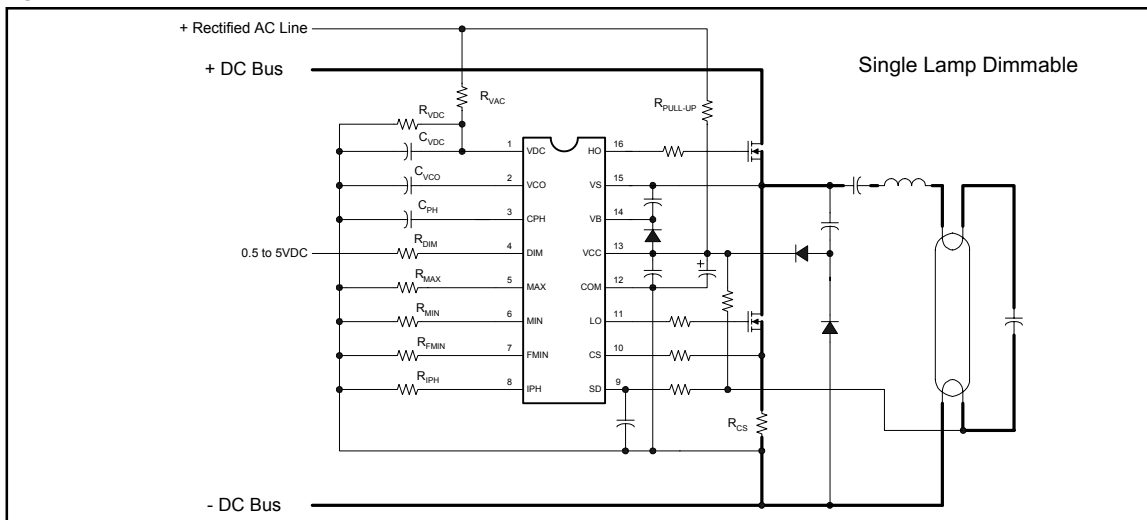 + Rectified AC Line
+ DC Bus
Single Lamp Dimmable
RVAC
RPULL-UP
RVDC
CVDC
1 VDC HO 16
CVCO
2 VCO VS 15
CPH
3 CPH VB 14
RDIM
0.5 to 5VDC 4 DIM VCC 13
+
RMAX
5 MAX COM 12
RMIN
6 MIN LO 11
RFMIN
7 FMIN CS 10
RIPH
8 IPH SD 9
RCS
- DC Bus